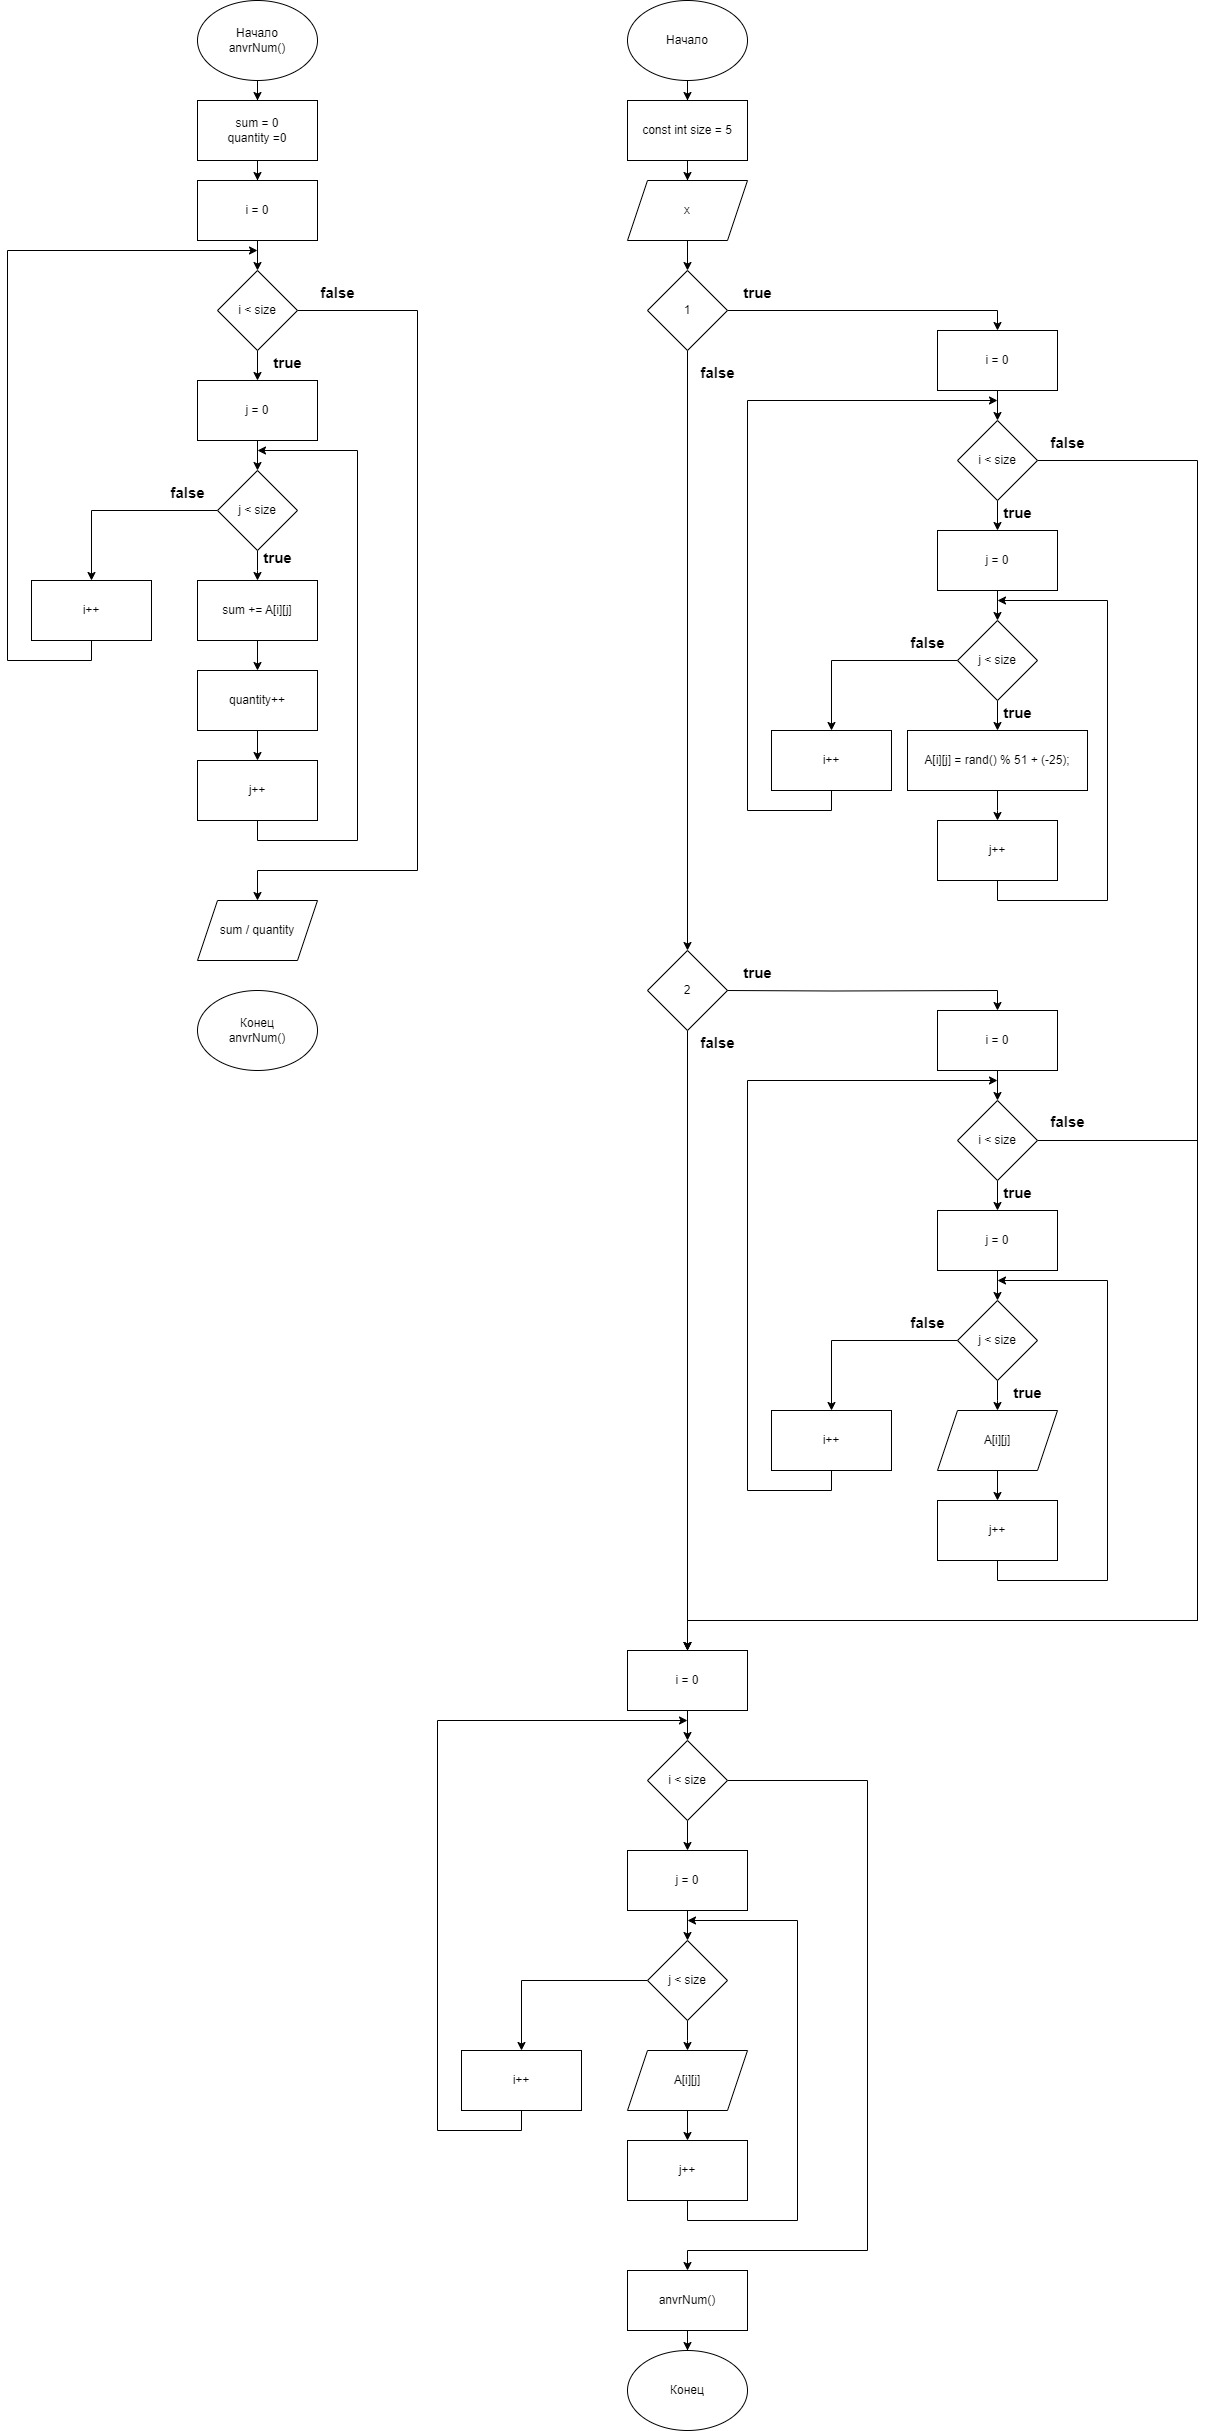 Начало
anvrNum()
sum = 0
quantity =0
i = 0
i < size
false
true
j = 0
j < size
false
true
i++
sum += A[i][j]
quantity++
j++
sum / quantity
Конец
anvrNum()
Начало
const int size = 5
x
1
true
false
i = 0
i < size
false
true
j = 0
j < size
false
true
i++
A[i][j] = rand() % 51 + (-25);
j++
2
true
false
i = 0
i < size
false
true
j = 0
j < size
false
true
i++
A[i][j]
j++
i = 0
i < size
j = 0
j < size
i++
A[i][j]
j++
anvrNum()
Конец